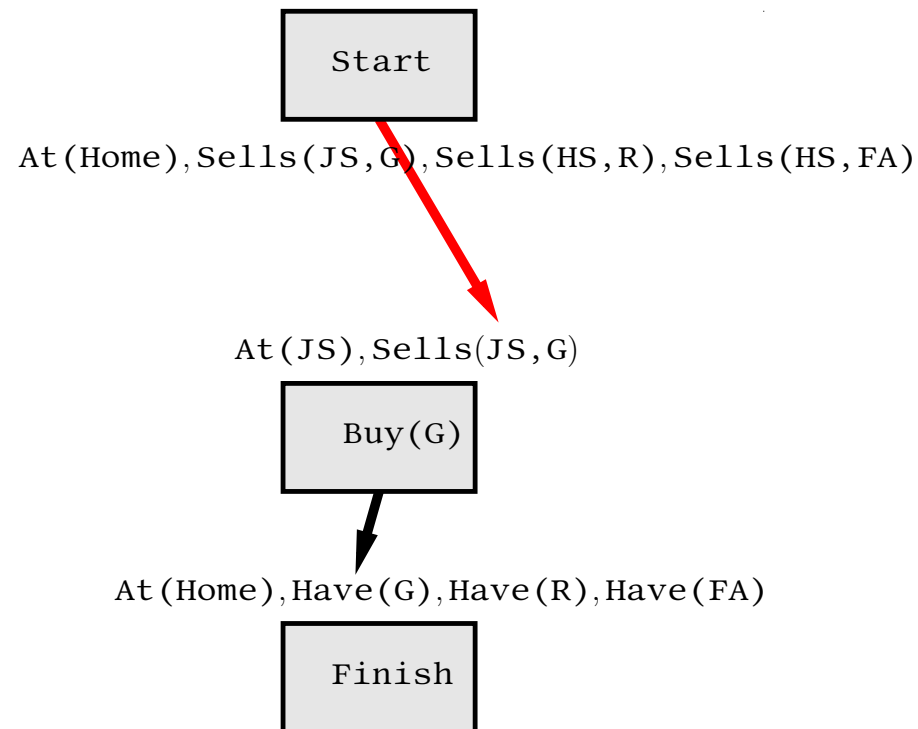 Start
At(Home),Sells(JS,G),Sells(HS,R),Sells(HS,FA)
At(JS),Sells(JS,G)
Buy(G)
At(Home),Have(G),Have(R),Have(FA)
Finish